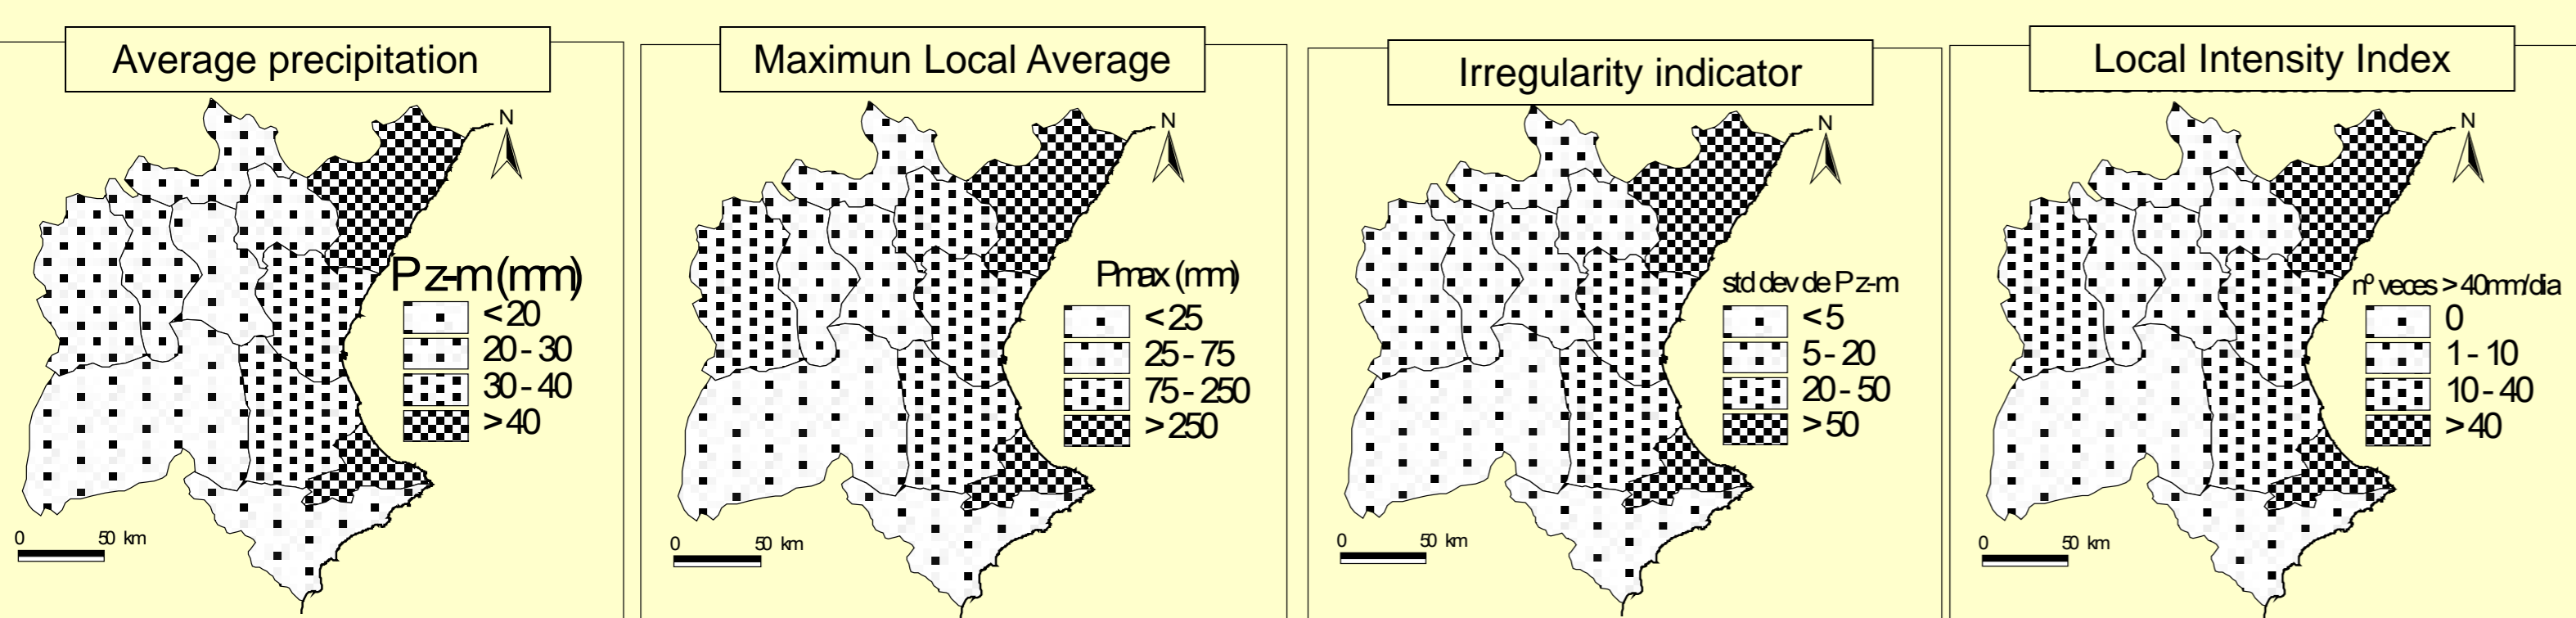 Average precipitation
N
Pz-m(mm)
<20
20-30
30-40
>40
0 50 km
Maximun Local Average
N
Pmax (mm)
<25
25-75
75-250
>250
0 50 km
Irregularity indicator
N
std dev de Pz-m
<5
5-20
20-50
>50
0 50 km
Local Intensity Index
N
nº veces >40mm/dia
0
1-10
10-40
>40
0 50 km